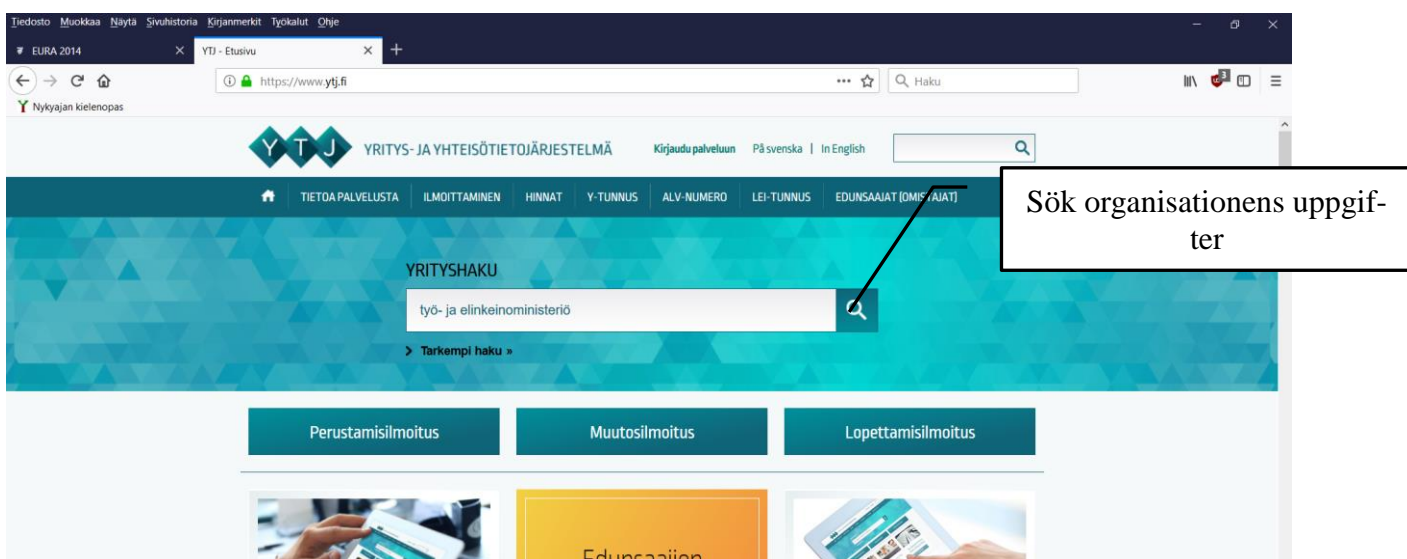 Tiedosto Muokkaa Näytä Sivuhistoria Kirjanmerkit Työkalut Ohje
EURA 2014
YTJ - Etusivu
https://www.ytj.fi
Haku
3
Nykyajan kielenopas
YTJ YRITYS- JA YHTEISÖTIETOJÄRJESTELMÄ Kirjaudu palveluun På svenska | In English
TIETOA PALVELUSTA ILMOITTAMINEN HINNAT Y-TUNNUS ALV-NUMERO LEI-TUNNUS EDUNSAAJAT (OMISTAJAT)
Sök organisationens uppgif-
ter
YRITYSHAKU
työ- ja elinkeinoministeriö
Tarkempi haku »
Perustamisilmoitus Muutosilmoitus Lopettamisilmoitus
Edunsaajien